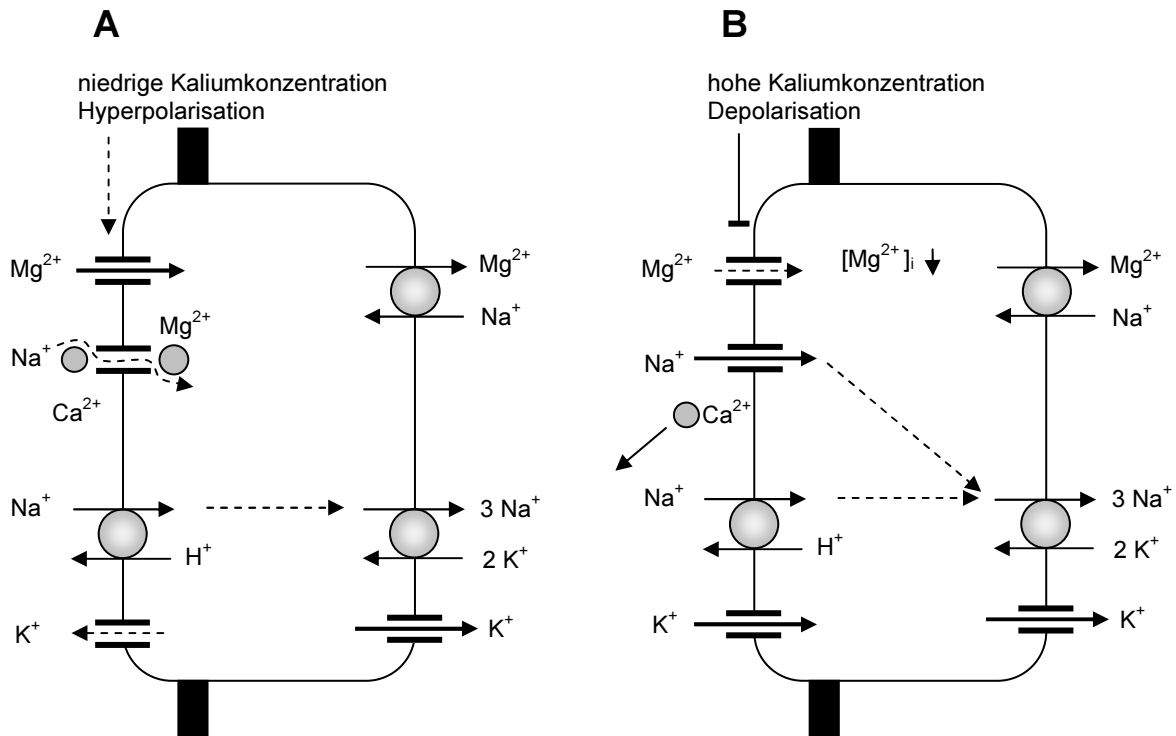 A
niedrige Kaliumkonzentration
Hyperpolarisation
Mg²⁺
Mg²⁺
Na⁺
Mg²⁺
Na⁺
Ca²⁺
Na⁺
3 Na⁺
H⁺
2 K⁺
K⁺
K⁺
B
hohe Kaliumkonzentration
Depolarisation
Mg²⁺
[Mg²⁺]ᵢ
Mg²⁺
Na⁺
Na⁺
Ca²⁺
Na⁺
3 Na⁺
H⁺
2 K⁺
K⁺
K⁺